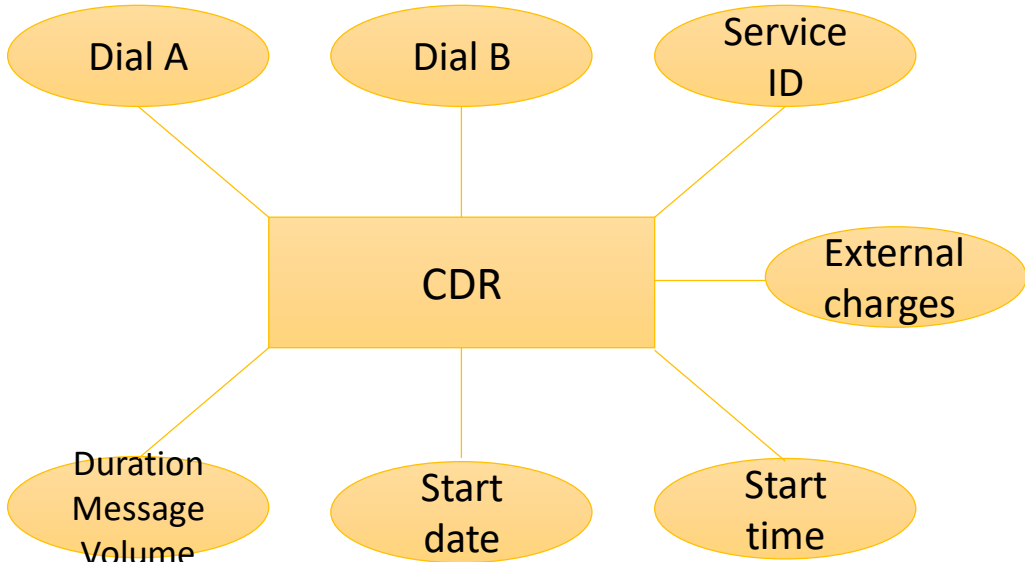 Dial A
Dial B
Service
ID
CDR
External
charges
Duration
Message
Volume
Start
date
Start
time